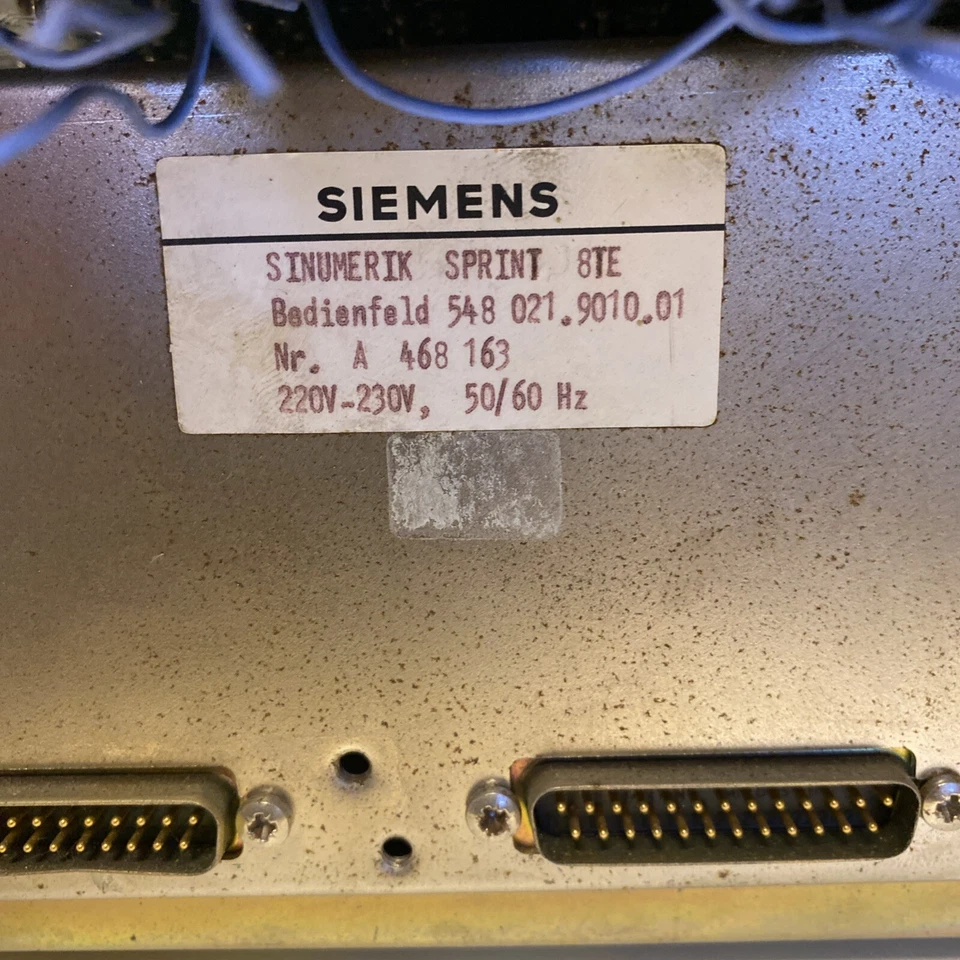 SIEMENS
SINUMERIK SPRINT 8TE
Bedienfeld 548 021.9010.01
Nr. A 468 163
220V-230V, 50/60 Hz